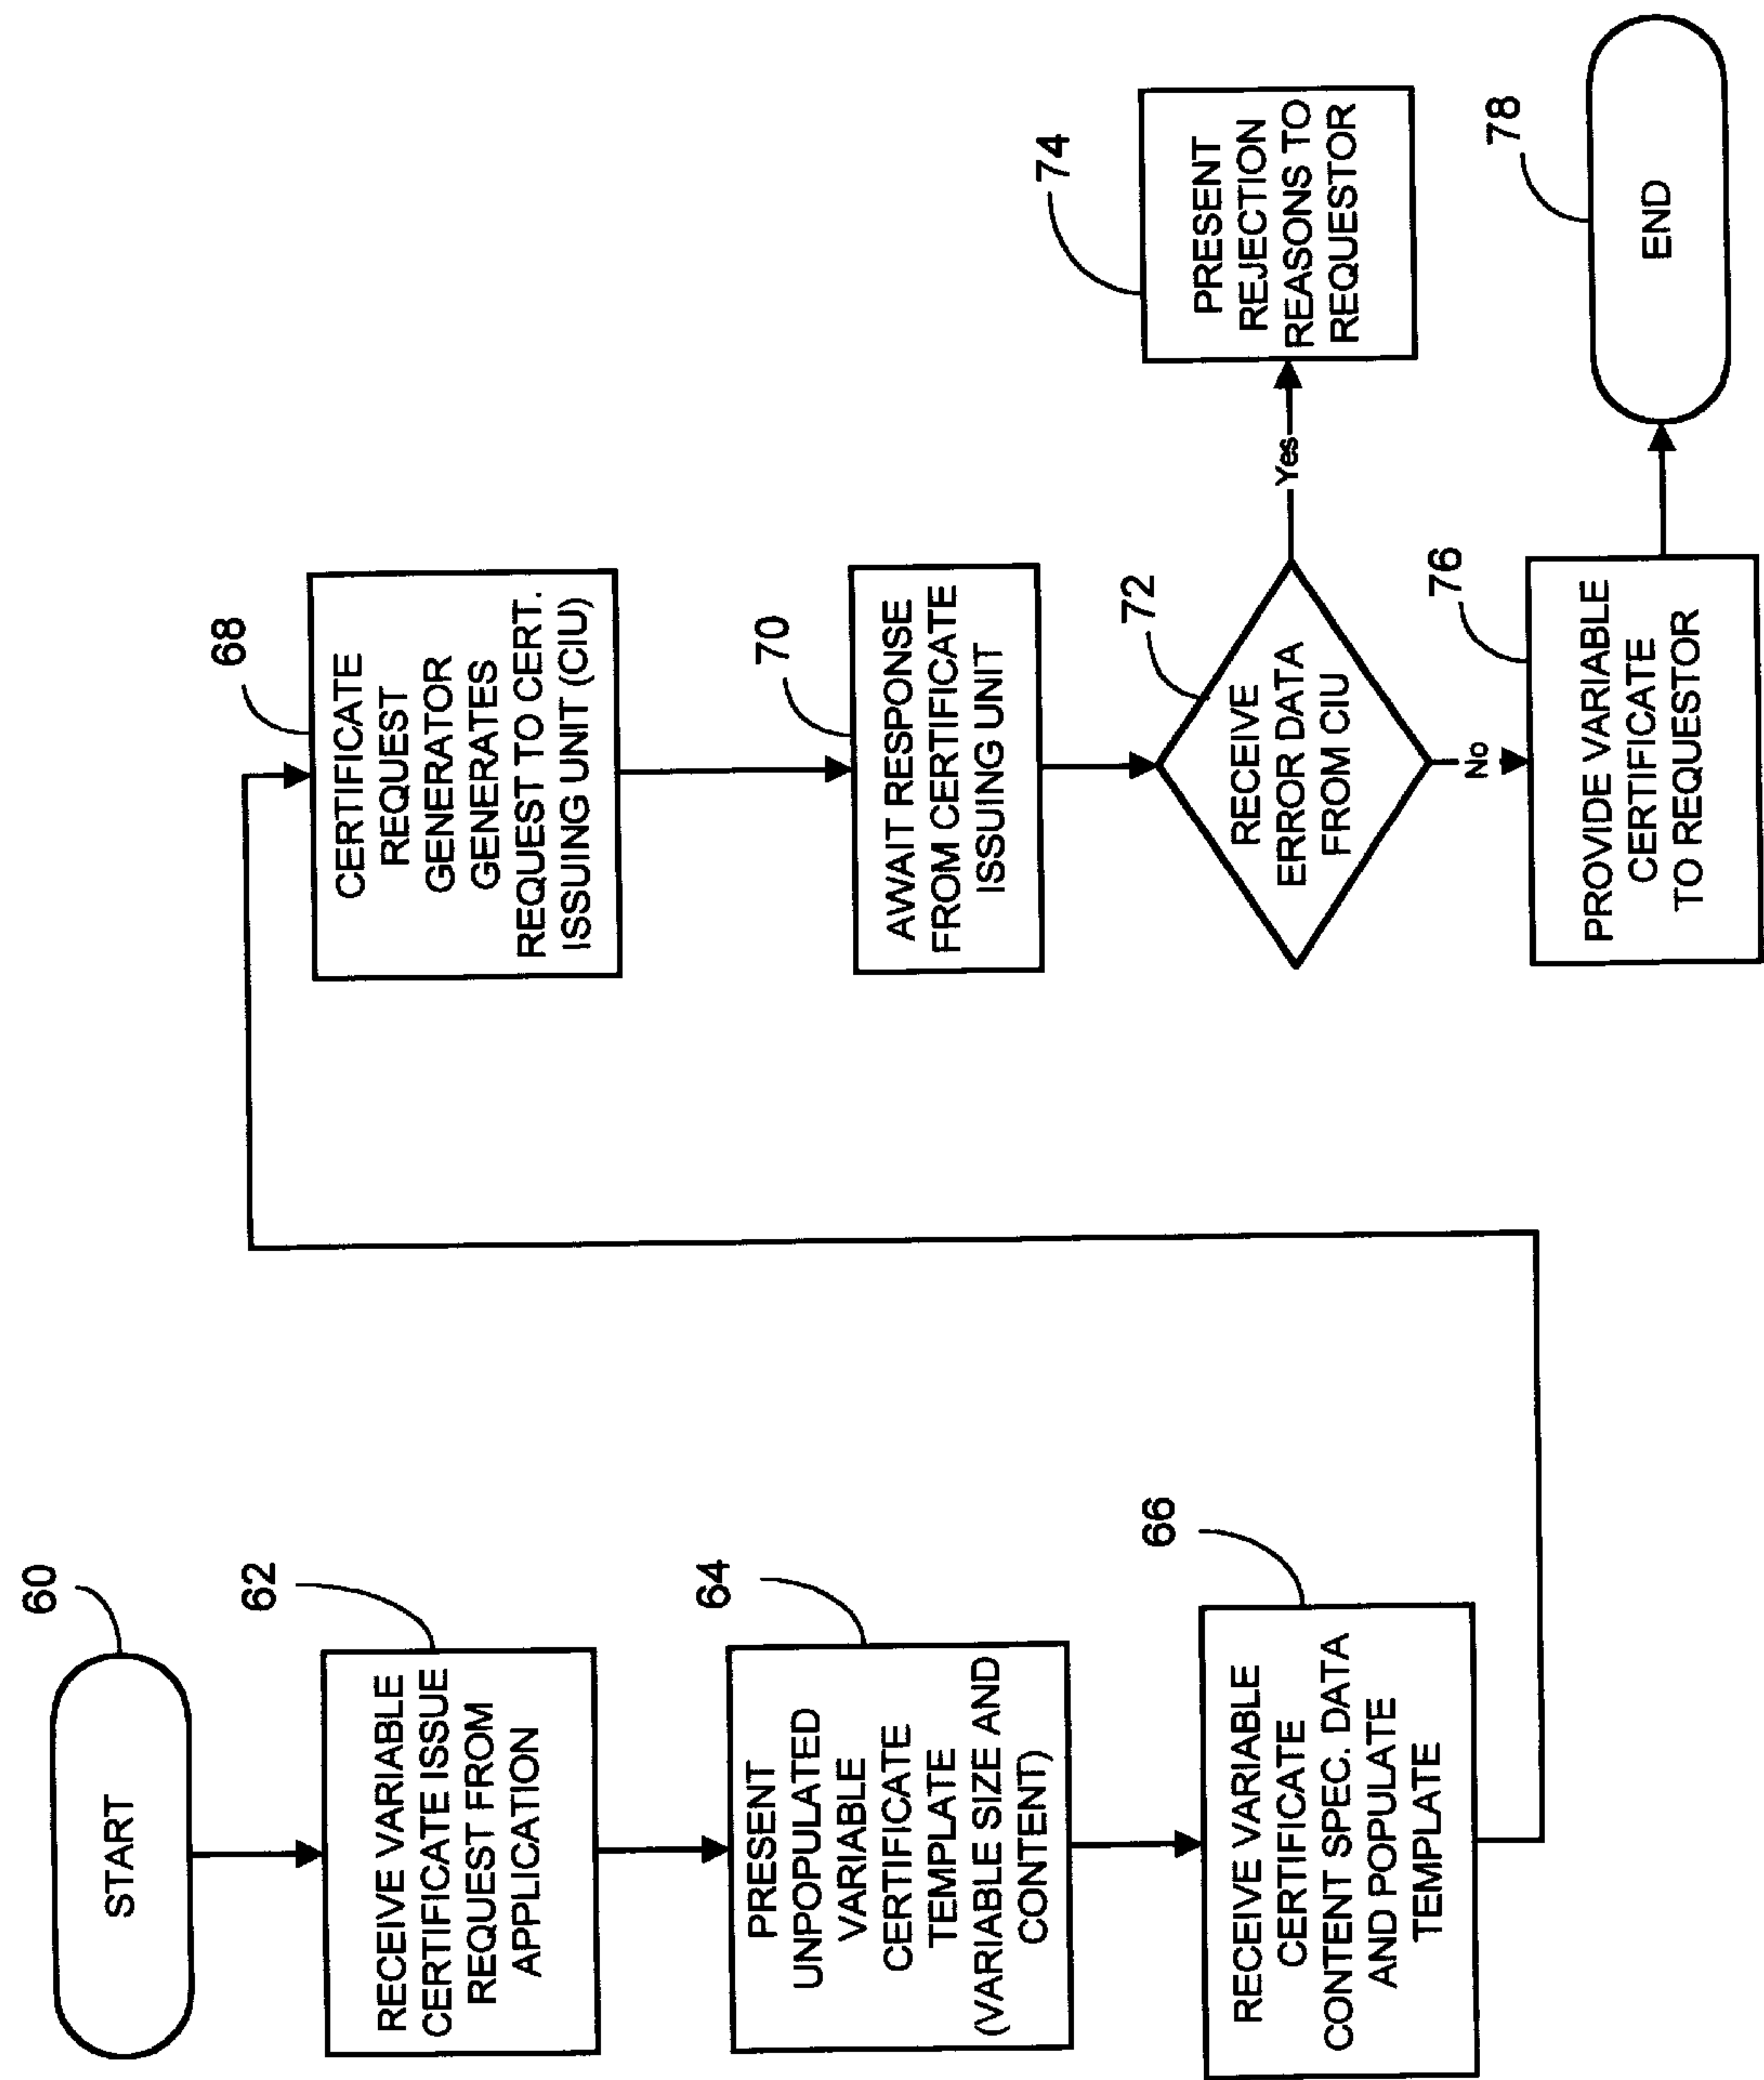 60
START
62
RECEIVE VARIABLE
CERTIFICATE ISSUE
REQUEST FROM
APPLICATION
64
PRESENT
UNPOPULATED
VARIABLE
CERTIFICATE
TEMPLATE
(VARIABLE SIZE AND
CONTENT)
66
RECEIVE VARIABLE
CERTIFICATE
CONTENT SPEC. DATA
AND POPULATE
TEMPLATE
68
CERTIFICATE
REQUEST
GENERATOR
GENERATES
REQUEST TO CERT.
ISSUING UNIT (CIU)
70
AWAIT RESPONSE
FROM CERTIFICATE
ISSUING UNIT
72
RECEIVE
ERROR DATA
FROM CIU
Yes
74
PRESENT
REJECTION
REASONS TO
REQUESTOR
No
76
PROVIDE VARIABLE
CERTIFICATE
TO REQUESTOR
78
END